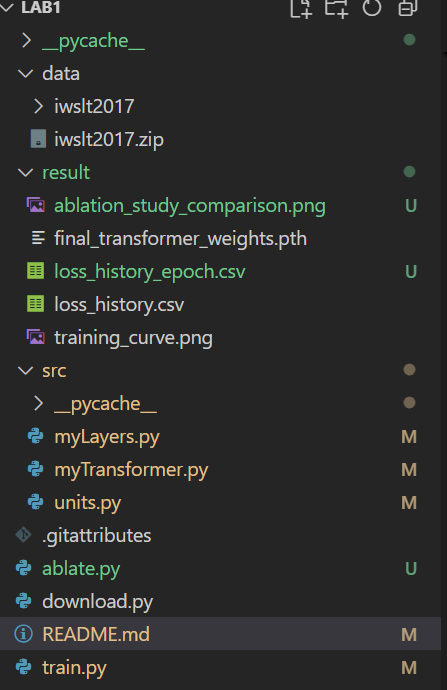 LAB1
__pycache__
data
iwslt2017
iwslt2017.zip
result
ablation_study_comparison.png U
final_transformer_weights.pth
loss_history_epoch.csv U
loss_history.csv
training_curve.png
src
__pycache__
myLayers.py M
myTransformer.py M
units.py M
.gitattributes
ablate.py U
download.py
README.md M
train.py M